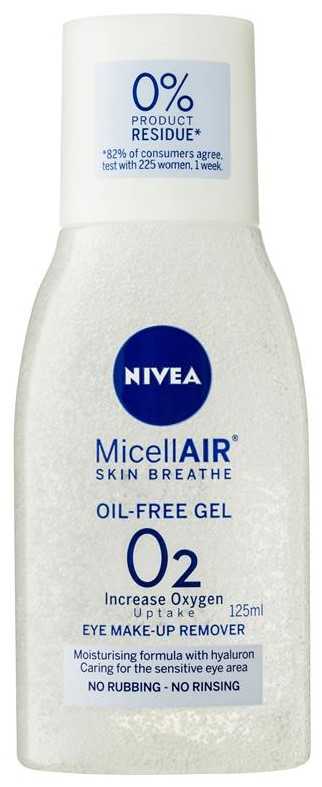 0%
PRODUCT
RESIDUE*
*82% of consumers agree,
test with 225 women, 1 week.
NIVEA
MicellAIR®
SKIN BREATHE
OIL-FREE GEL
O2
Increase Oxygen
Uptake
125ml
EYE MAKE-UP REMOVER
Moisturising formula with hyaluron
Caring for the sensitive eye area
NO RUBBING - NO RINSING